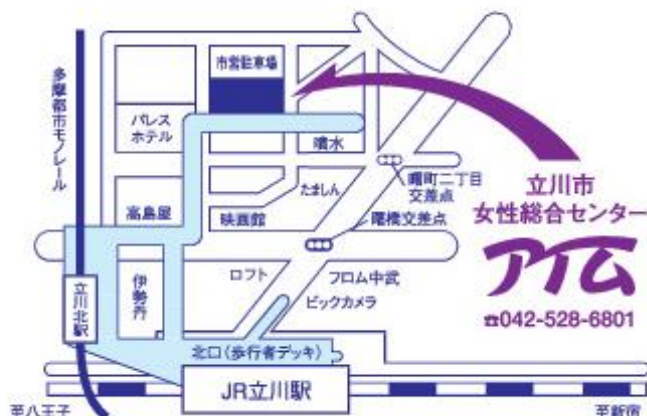 市営駐車場
多摩都市モノレール
パレス
ホテル
噴水
曙町二丁目
交差点
立川市
女性総合センター
アイム
☎042-528-6801
たましん
高島屋
映画館
曙橋交差点
ロフト
フロム中武
ビックカメラ
伊勢丹
立川北駅
北口(歩行者デッキ)
JR立川駅
至八王子
至新宿